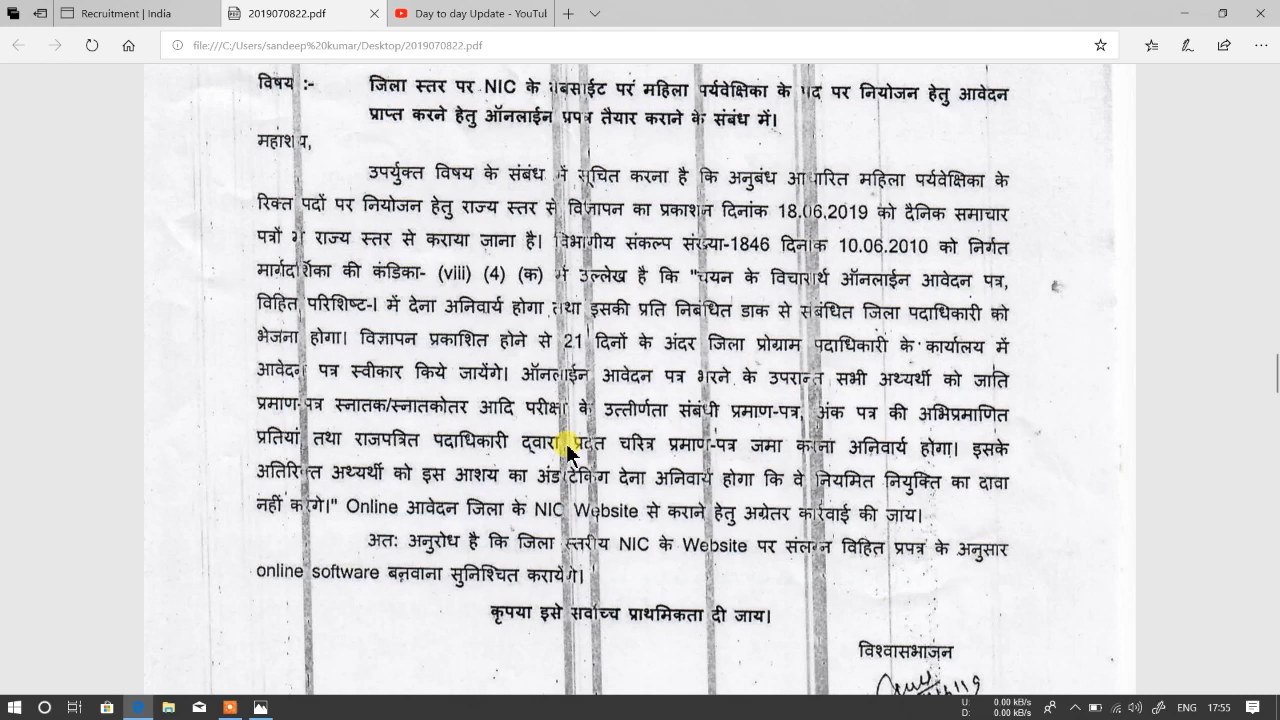 Recruitment | India
2019070822.pdf
Day to day Update - YouTul
file:///C:/Users/sandeep%20kumar/Desktop/2019070822.pdf
विषय :- जिला स्तर पर NIC के वेबसाईट पर महिला पर्यवेक्षिका के पद पर नियोजन हेतु आवेदन
प्राप्त करने हेतु ऑनलाईन प्रपत्र तैयार कराने के संबंध में।
महाशय,
उपर्युक्त विषय के संबंध में सूचित करना है कि अनुबंध आधारित महिला पर्यवेक्षिका के
रिक्त पदों पर नियोजन हेतु राज्य स्तर से विज्ञापन का प्रकाशन दिनांक 18.06.2019 को दैनिक समाचार
पत्रों में राज्य स्तर से कराया जाना है। विभागीय संकल्प संख्या-1846 दिनांक 10.06.2010 को निर्गत
मार्गदर्शिका की कंडिका- (viii) (4) (क) में उल्लेख है कि "चयन के विचारार्थ ऑनलाईन आवेदन पत्र,
विहित परिशिष्ट-I में देना अनिवार्य होगा तथा इसकी प्रति निबंधित डाक से संबंधित जिला पदाधिकारी को
भेजना होगा। विज्ञापन प्रकाशित होने से 21 दिनों के अंदर जिला प्रोग्राम पदाधिकारी के कार्यालय में
आवेदन पत्र स्वीकार किये जायेंगे। ऑनलाईन आवेदन पत्र भरने के उपरान्त सभी अथ्यर्थी को जाति
प्रमाण-पत्र स्नातक/स्नातकोतर आदि परीक्षा के उत्तीर्णता संबंधी प्रमाण-पत्र, अंक पत्र की अभिप्रमाणित
प्रतियां तथा राजपत्रित पदाधिकारी द्वारा प्रदत चरित्र प्रमाण-पत्र जमा करना अनिवार्य होगा। इसके
अतिरिक्त अथ्यर्थी को इस आशय का अंडरटेकिंग देना अनिवार्य होगा कि वे नियमित नियुक्ति का दावा
नहीं करेंगे।" Online आवेदन जिला के NIC Website से कराने हेतु अग्रेतर कार्रवाई की जाय।
अतः अनुरोध है कि जिला स्तरीय NIC के Website पर संलग्न विहित प्रपत्र के अनुसार
online software बनवाना सुनिश्चित करायेंगे।
कृपया इसे सर्वोच्च प्राथमिकता दी जाय।
विश्वासभाजन
U: 0.00 kB/s
D: 0.00 kB/s
ENG 17:55